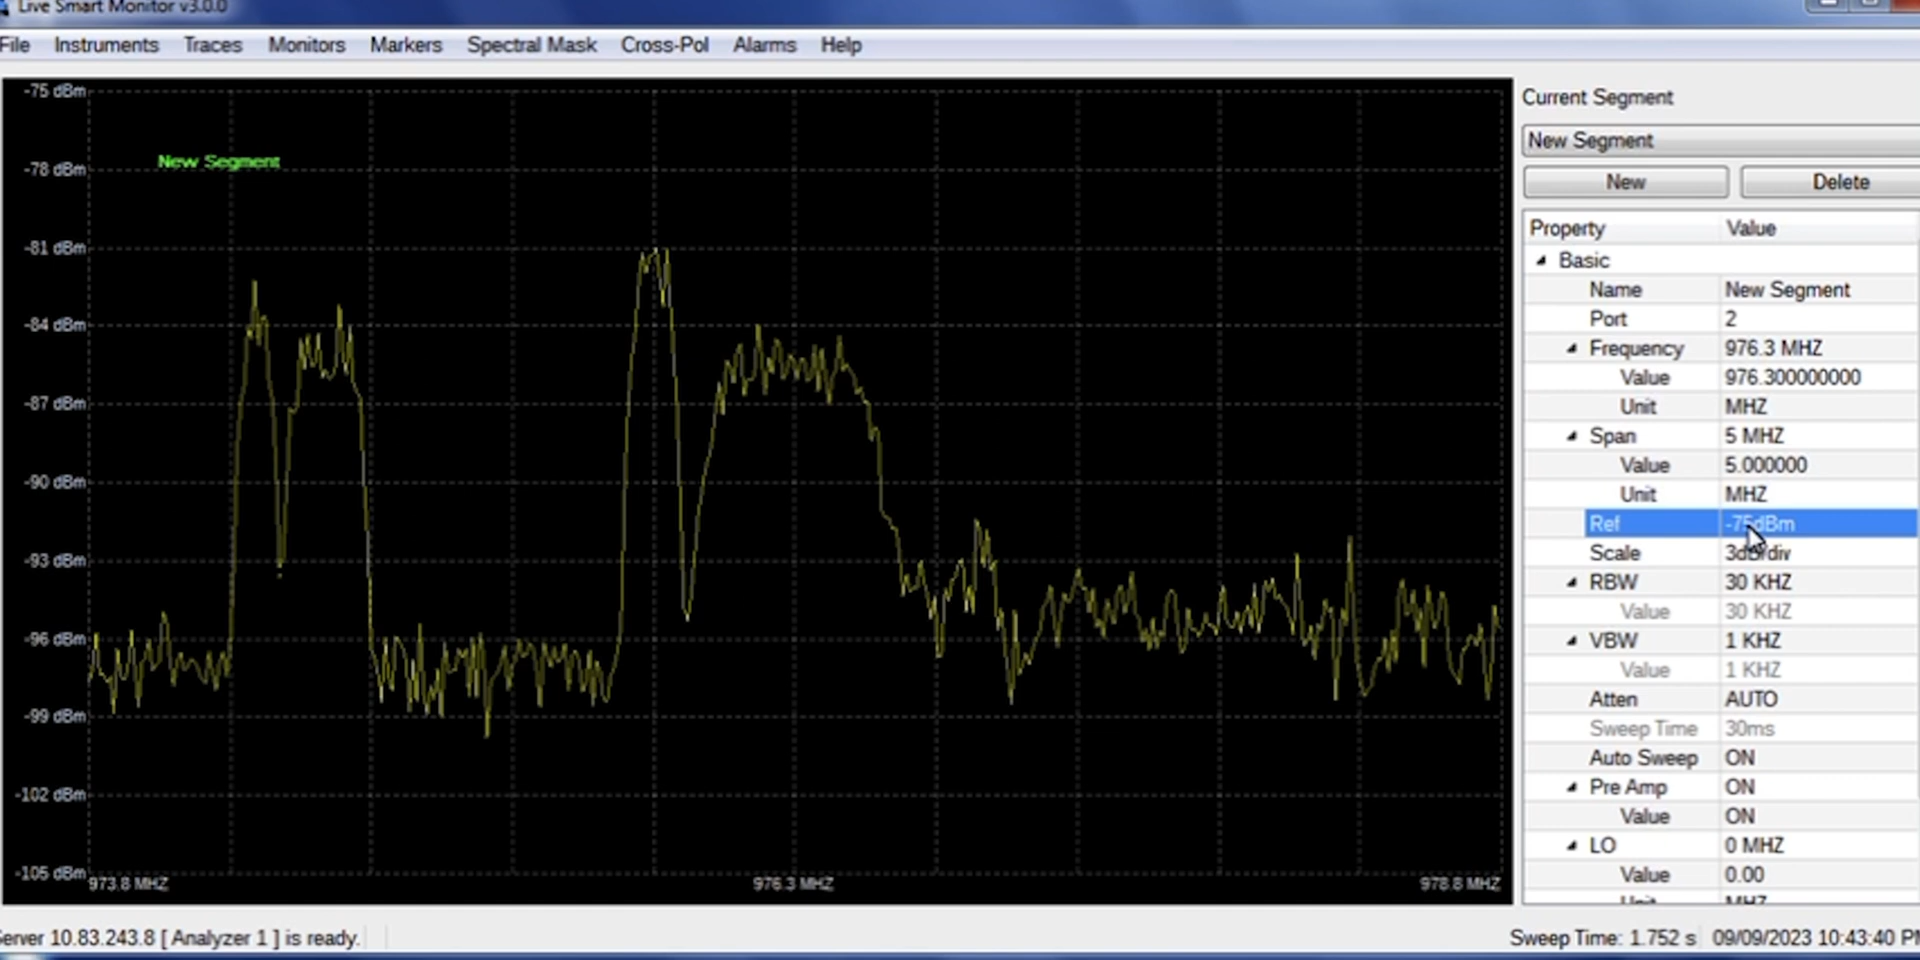 Live Smart Monitor v3.0.0
File Instruments Traces Monitors Markers Spectral Mask Cross-Pol Alarms Help
-75 dBm
New Segment
-78 dBm
-81 dBm
-84 dBm
-87 dBm
-90 dBm
-93 dBm
-96 dBm
-99 dBm
-102 dBm
-105 dBm
973.8 MHZ 976.3 MHZ 978.8 MHZ
Current Segment
New Segment
New Delete
Property Value
Basic
Name New Segment
Port 2
Frequency 976.3 MHZ
Value 976.300000000
Unit MHZ
Span 5 MHZ
Value 5.000000
Unit MHZ
Ref -75dBm
Scale 3dB/div
RBW 30 KHZ
Value 30 KHZ
VBW 1 KHZ
Value 1 KHZ
Atten AUTO
Sweep Time 30ms
Auto Sweep ON
Pre Amp ON
Value ON
LO 0 MHZ
Value 0.00
Unit MHZ
erver 10.83.243.8 [ Analyzer 1 ] is ready.
Sweep Time: 1.752 s 09/09/2023 10:43:40 PM